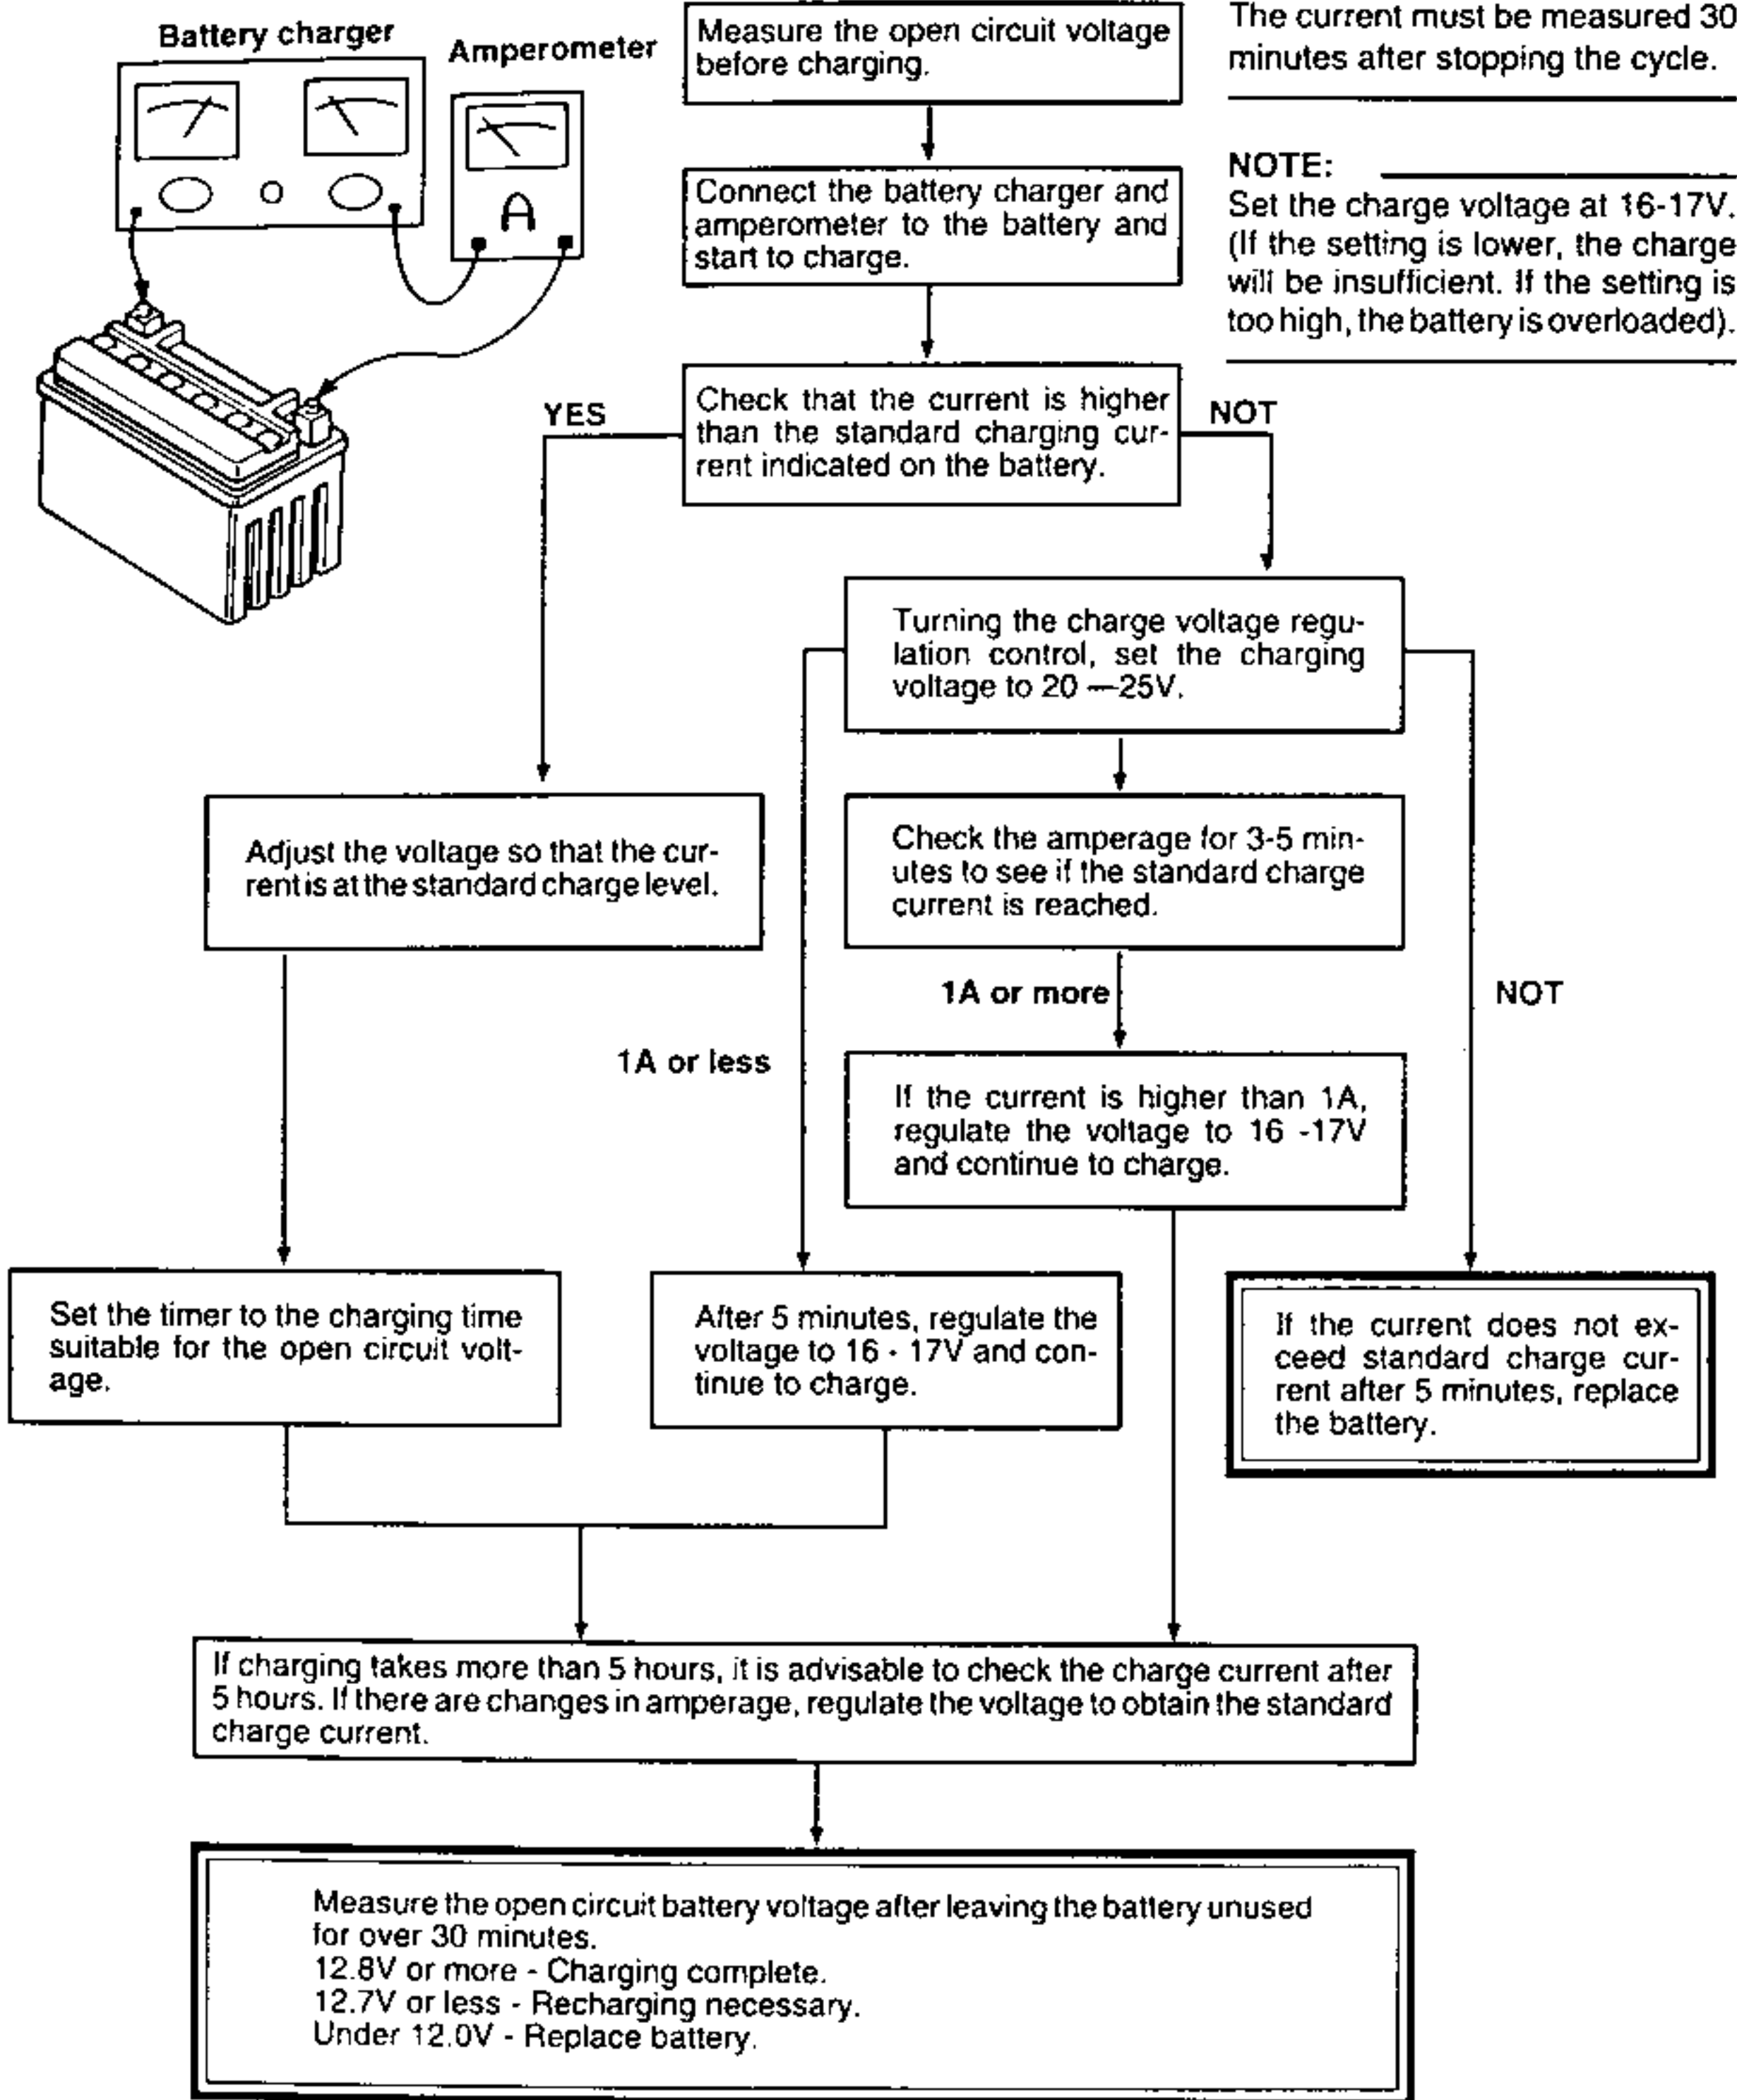 Battery charger
Amperometer
A
Measure the open circuit voltage
before charging.
The current must be measured 30
minutes after stopping the cycle.
Connect the battery charger and
amperometer to the battery and
start to charge.
NOTE:
Set the charge voltage at 16-17V.
(If the setting is lower, the charge
will be insufficient. If the setting is
too high, the battery is overloaded).
YES
Check that the current is higher
than the standard charging cur-
rent indicated on the battery.
NOT
Turning the charge voltage regu-
lation control, set the charging
voltage to 20 —25V.
Adjust the voltage so that the cur-
rent is at the standard charge level.
Check the amperage for 3-5 min-
utes to see if the standard charge
current is reached.
1A or more
NOT
1A or less
If the current is higher than 1A,
regulate the voltage to 16 -17V
and continue to charge.
Set the timer to the charging time
suitable for the open circuit volt-
age.
After 5 minutes, regulate the
voltage to 16 - 17V and con-
tinue to charge.
If the current does not ex-
ceed standard charge cur-
rent after 5 minutes, replace
the battery.
If charging takes more than 5 hours, it is advisable to check the charge current after
5 hours. If there are changes in amperage, regulate the voltage to obtain the standard
charge current.
Measure the open circuit battery voltage after leaving the battery unused
for over 30 minutes.
12.8V or more - Charging complete.
12.7V or less - Recharging necessary.
Under 12.0V - Replace battery.